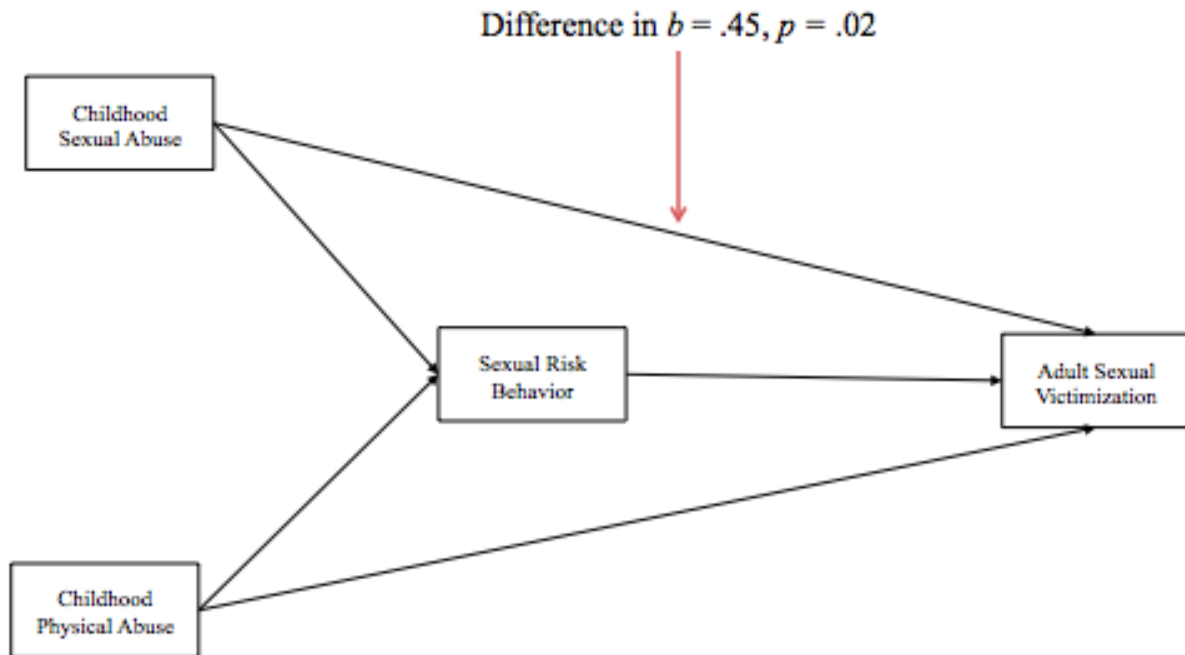 Difference in b = .45, p = .02
Childhood
Sexual Abuse
Sexual Risk
Behavior
Adult Sexual
Victimization
Childhood
Physical Abuse